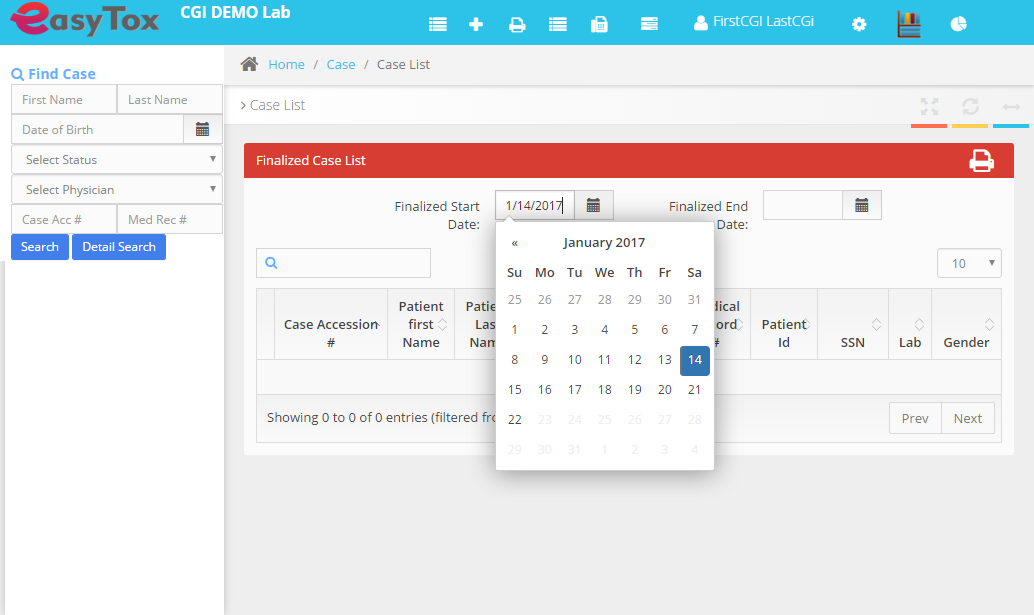 easyTox
CGI DEMO Lab
FirstCGI LastCGi
Find Case
First Name
Last Name
Date of Birth
Select Status
Select Physician
Case Acc #
Med Rec #
Search
Detail Search
Home / Case / Case List
Case List
Finalized Case List
Finalized Start
Date:
1/14/2017
Finalized End
Date:
« January 2017
Su Mo Tu We Th Fr Sa
25 26 27 28 29 30 31
1 2 3 4 5 6 7
8 9 10 11 12 13 14
15 16 17 18 19 20 21
22 23 24 25 26 27 28
29 30 31 1 2 3 4
10
Case Accession
#
Patient
first
Name
Patie
Las
Nam
dical
ord
#
Patient
Id
SSN
Lab
Gender
Showing 0 to 0 of 0 entries (filtered fro
Prev
Next